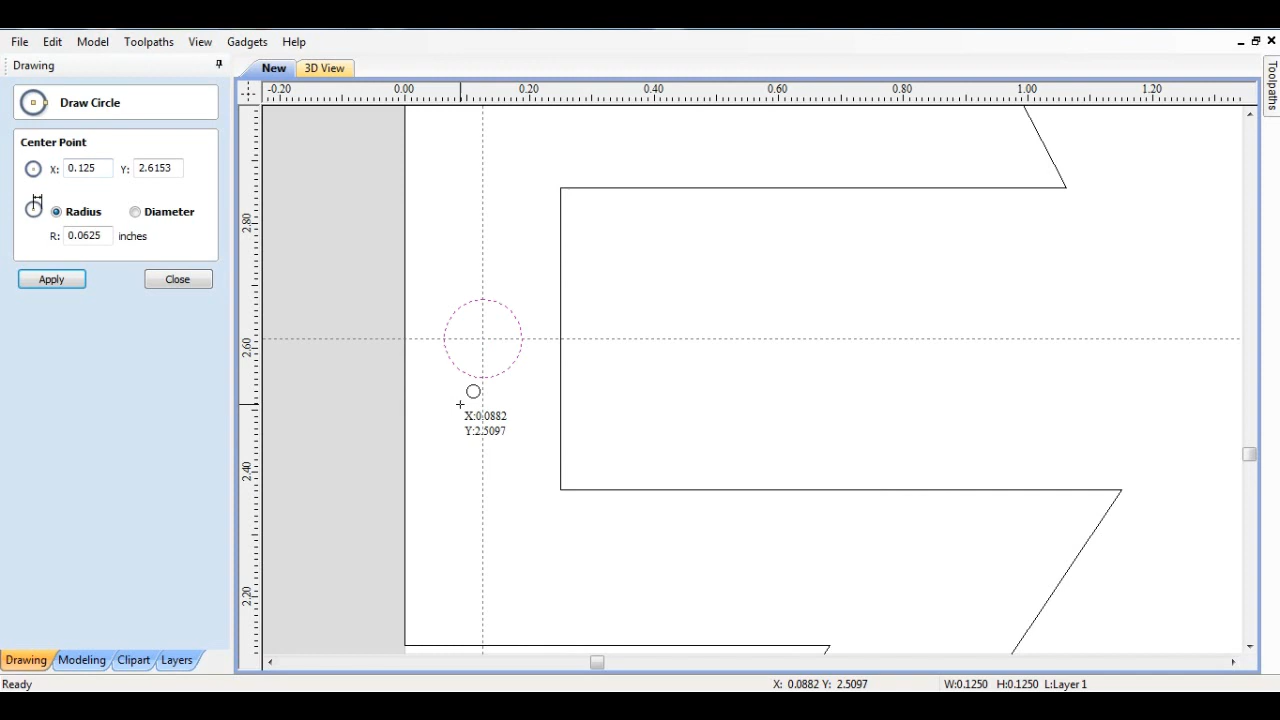 File Edit Model Toolpaths View Gadgets Help
Drawing
New 3D View
Toolpaths
-0.20 0.00 0.20 0.40 0.60 0.80 1.00 1.20
Draw Circle
Center Point
X: 0.125 Y: 2.6153
Radius Diameter
R: 0.0625 inches
Apply Close
2.80
2.60
2.40
2.20
X:0.0882
Y:2.5097
Drawing Modeling Clipart Layers
Ready X: 0.0882 Y: 2.5097 W:0.1250 H:0.1250 L:Layer 1